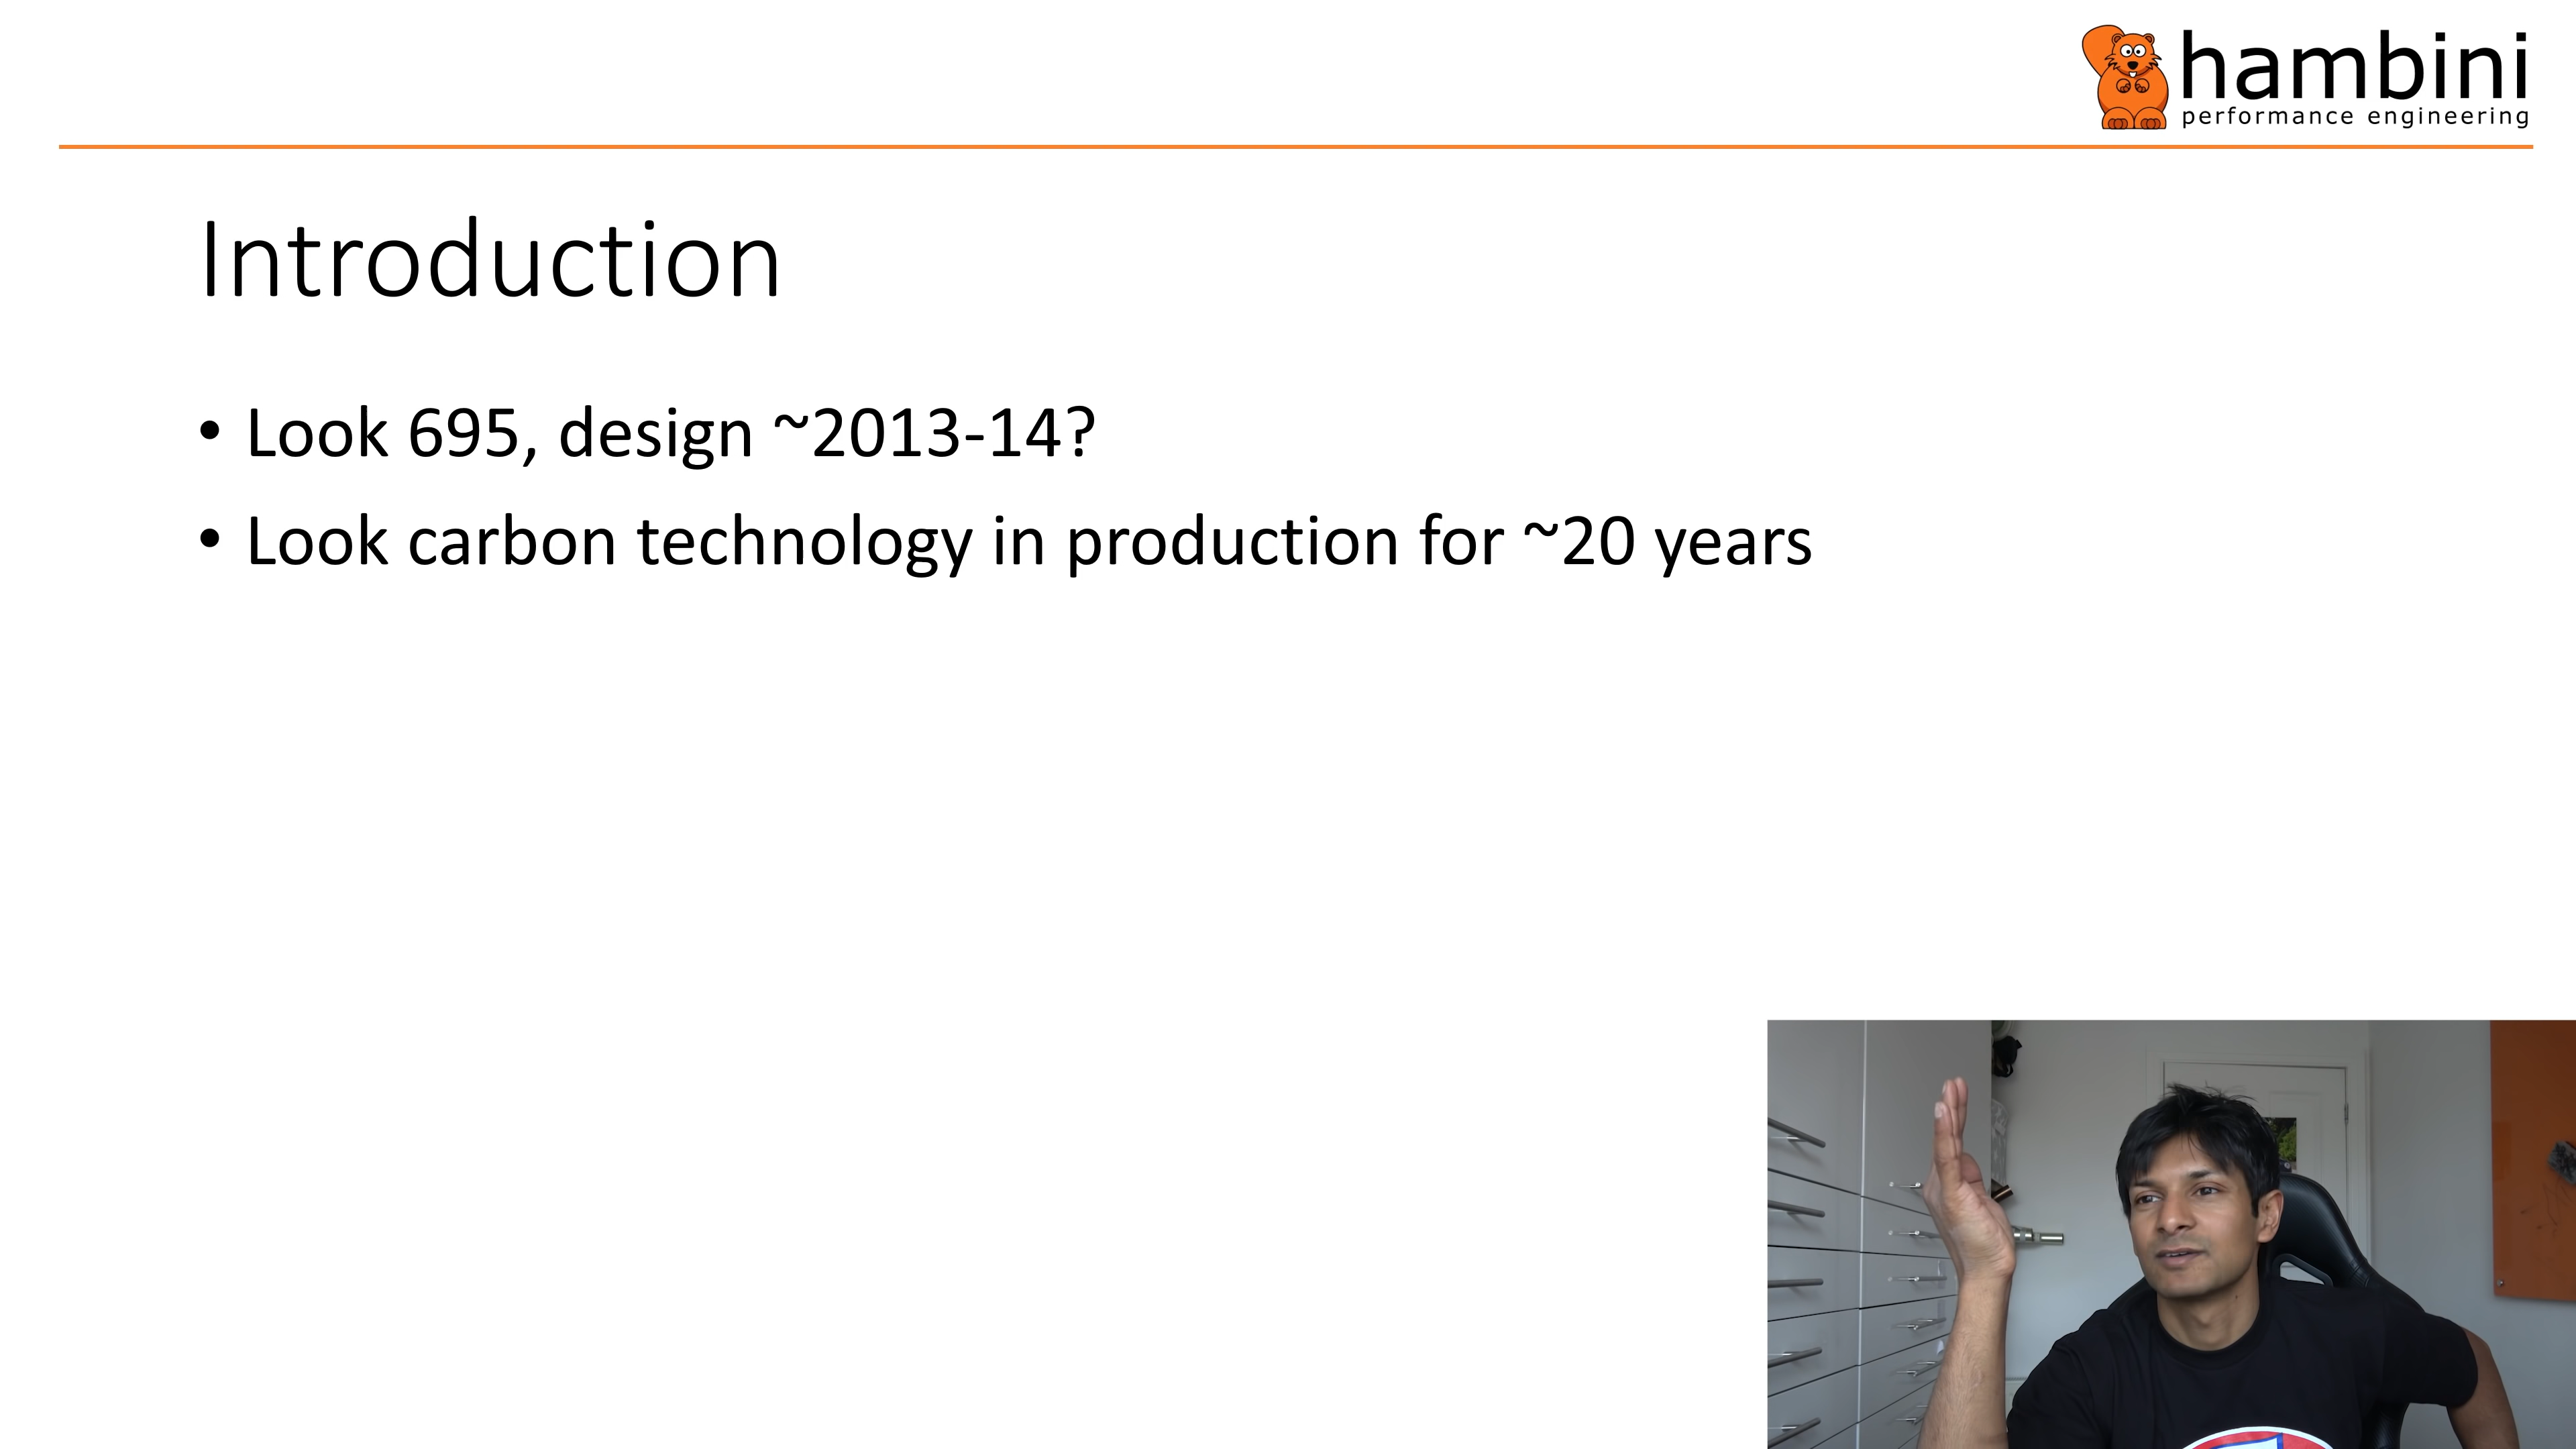 hambini
performance engineering
Introduction
• Look 695, design ~2013-14?
• Look carbon technology in production for ~20 years